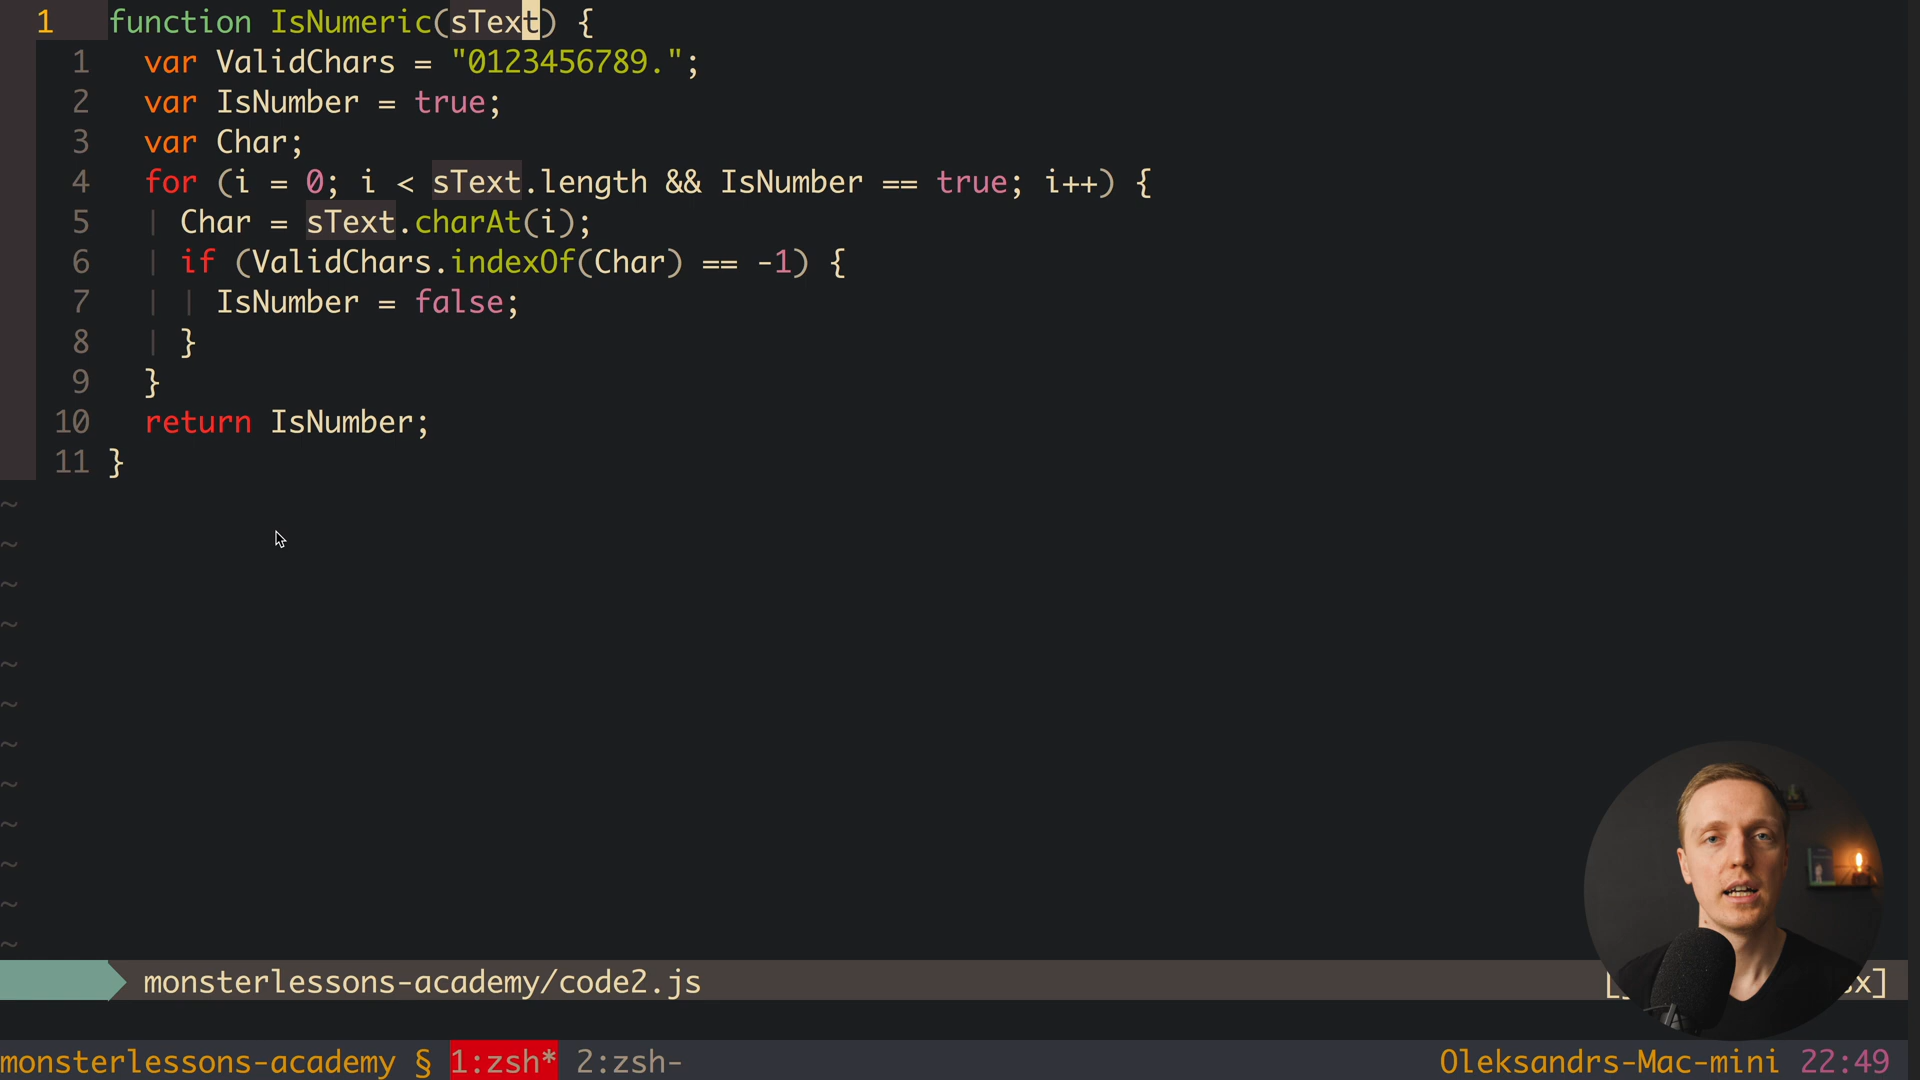 1 function IsNumeric(sText) {
1 var ValidChars = "0123456789.";
2 var IsNumber = true;
3 var Char;
4 for (i = 0; i < sText.length && IsNumber == true; i++) {
5 Char = sText.charAt(i);
6 if (ValidChars.indexOf(Char) == -1) {
7 IsNumber = false;
8 }
9 }
10 return IsNumber;
11 }
~
~
~
~
~
~
~
~
~
~
~
~
monsterlessons-academy/code2.js
monsterlessons-academy § 1:zsh* 2:zsh- Oleksandrs-Mac-mini 22:49